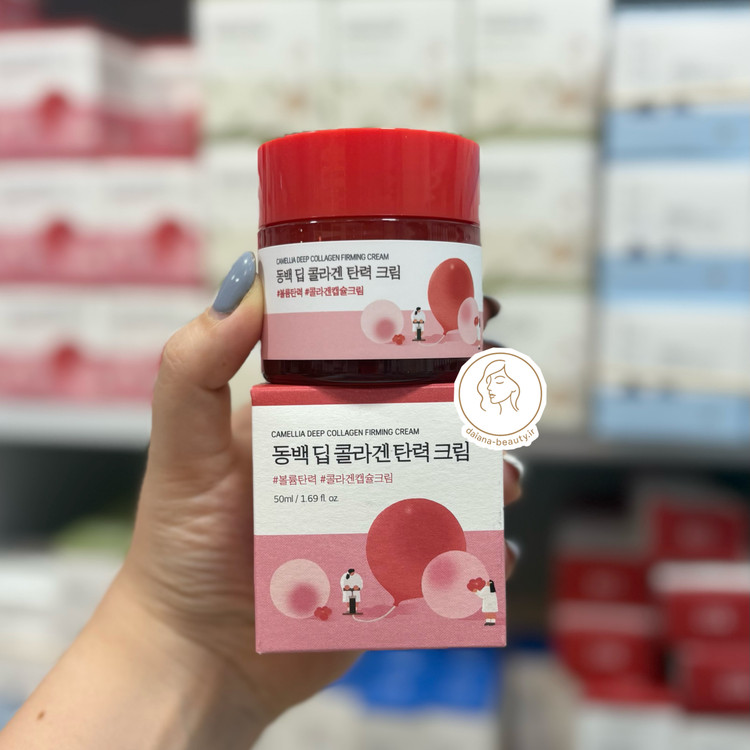 CAMELLIA DEEP COLLAGEN FIRMING CREAM
동백 딥 콜라겐 탄력 크림
#볼륨탄력 #콜라겐캡슐크림
daiana-beauty.ir
CAMELLIA DEEP COLLAGEN FIRMING CREAM
동백 딥 콜라겐 탄력 크림
#볼륨탄력 #콜라겐캡슐크림
50ml / 1.69 fl. oz.